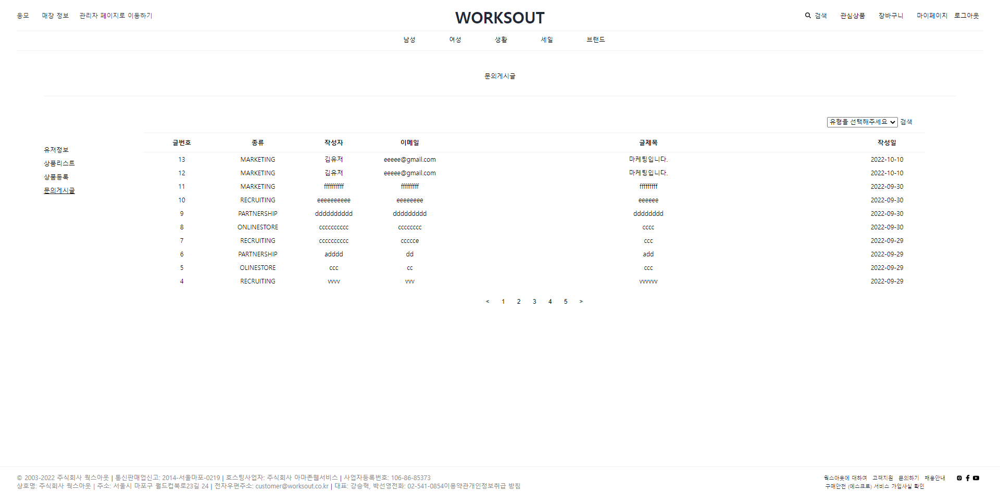 응모 매장 정보 관리자 페이지로 이동하기 WORKSOUT 검색 관심상품 장바구니 마이페이지 로그아웃
남성 여성 생활 세일 브랜드
문의게시글
유형을 선택해주세요 검색
글번호 종류 작성자 이메일 글제목 작성일
유저정보
상품리스트
상품등록
문의게시글
13 MARKETING 김유저 eeeee@gmail.com 마케팅입니다. 2022-10-10
12 MARKETING 김유저 eeeee@gmail.com 마케팅입니다. 2022-10-10
11 MARKETING ffffffffff fffffffff fffffffff 2022-09-30
10 RECRUITING eeeeeeeeee eeeeeeee eeeeee 2022-09-30
9 PARTNERSHIP dddddddddd ddddddddd dddddddd 2022-09-30
8 ONLINESTORE cccccccccc cccccccc cccc 2022-09-30
7 RECRUITING cccccccccc ccccce ccc 2022-09-29
6 PARTNERSHIP adddd dd add 2022-09-29
5 OLINESTORE ccc cc ccc 2022-09-29
4 RECRUITING vvvv vvv vvvvvv 2022-09-29
< 1 2 3 4 5 >
© 2003-2022 주식회사 웍스아웃 | 통신판매업신고: 2014-서울마포-0219 | 호스팅사업자: 주식회사 아마존웹서비스 | 사업자등록번호: 106-86-85373
상호명: 주식회사 웍스아웃 | 주소: 서울시 마포구 월드컵북로23길 24 | 전자우편주소: customer@worksout.co.kr | 대표: 강승혁, 박선영전화: 02-541-0854이용약관개인정보취급 방침
웍스아웃에 대하여 고객지원 문의하기 채용안내
구매안전 (에스크로) 서비스 가입사실 확인